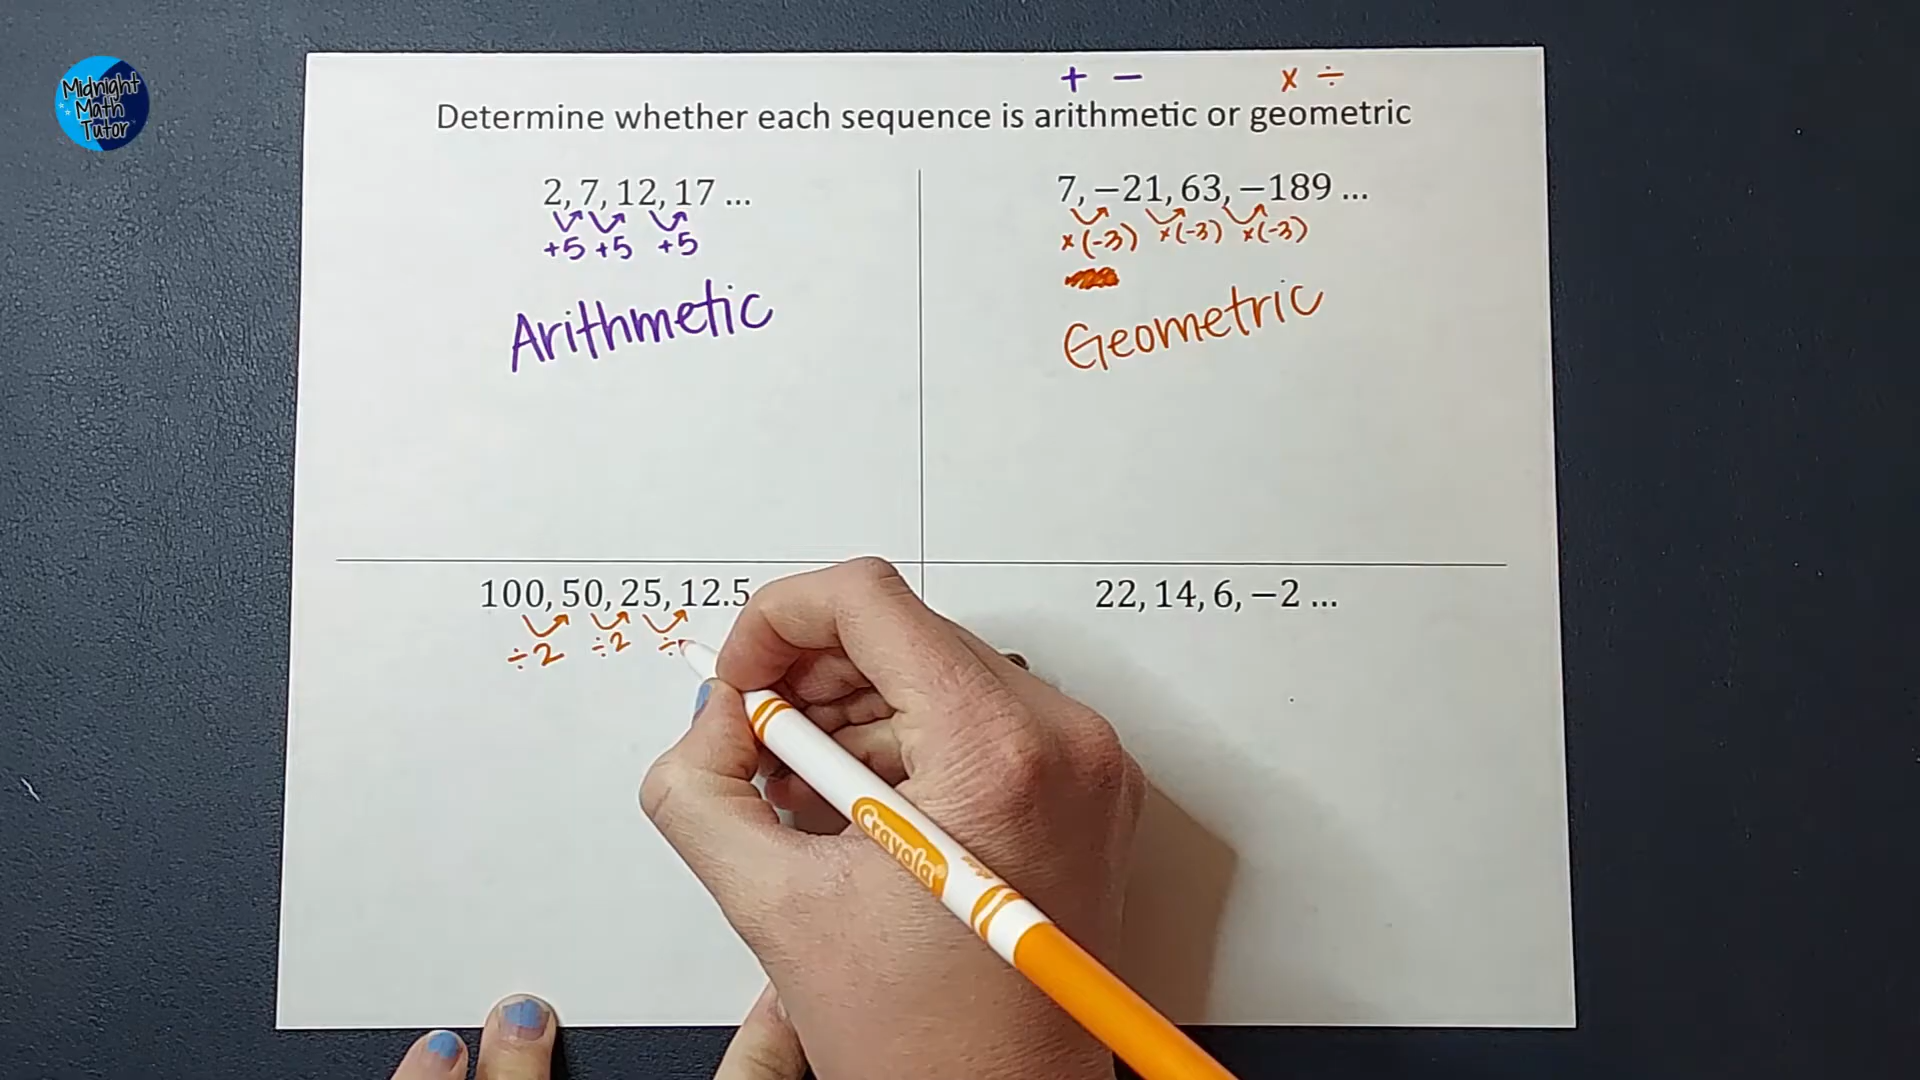 Midnight
Math
Tutor
+ − × ÷
Determine whether each sequence is arithmetic or geometric
2, 7, 12, 17 ...
+5 +5 +5
Arithmetic
7, −21, 63, −189 ...
×(-3) ×(-3) ×(-3)
Geometric
100, 50, 25, 12.5
÷2 ÷2 ÷
22, 14, 6, −2 ...
Crayola